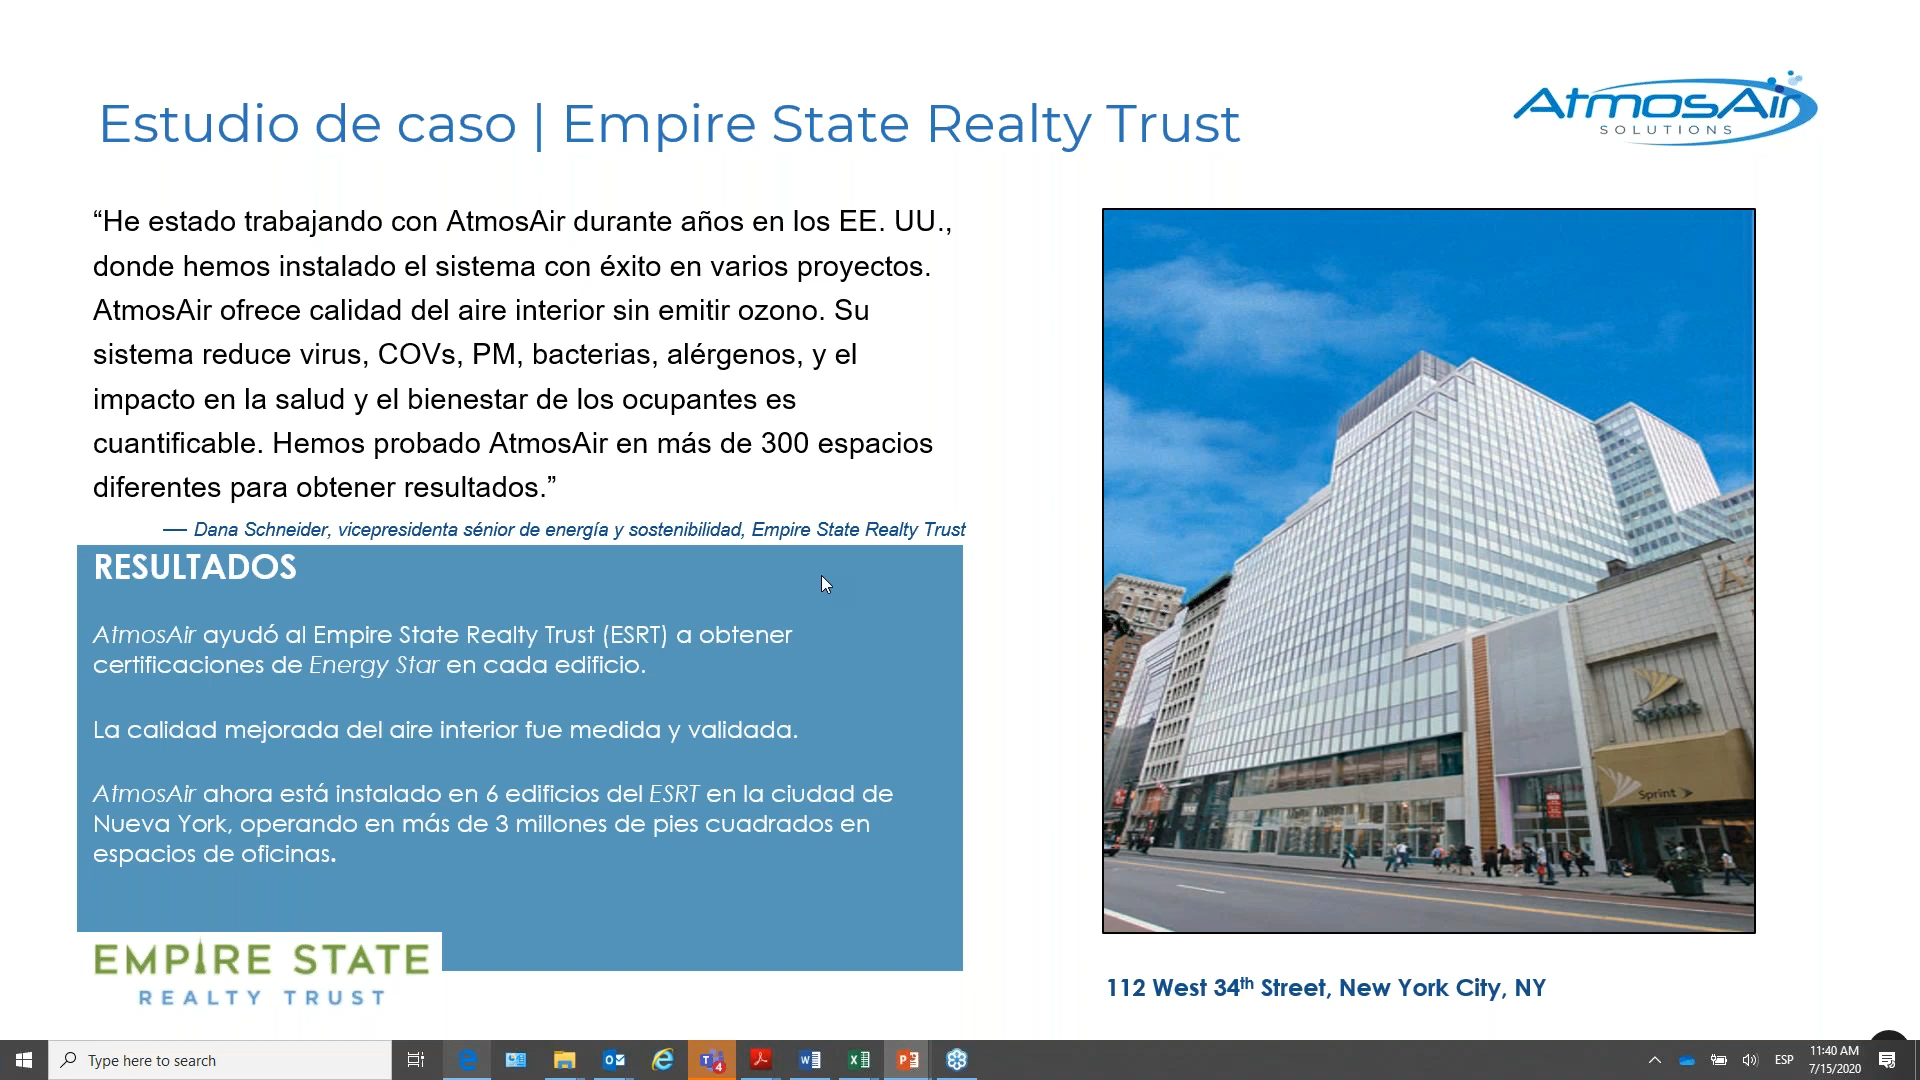 Estudio de caso | Empire State Realty Trust
AtmosAir
SOLUTIONS
“He estado trabajando con AtmosAir durante años en los EE. UU.,
donde hemos instalado el sistema con éxito en varios proyectos.
AtmosAir ofrece calidad del aire interior sin emitir ozono. Su
sistema reduce virus, COVs, PM, bacterias, alérgenos, y el
impacto en la salud y el bienestar de los ocupantes es
cuantificable. Hemos probado AtmosAir en más de 300 espacios
diferentes para obtener resultados.”
— Dana Schneider, vicepresidenta sénior de energía y sostenibilidad, Empire State Realty Trust
RESULTADOS
AtmosAir ayudó al Empire State Realty Trust (ESRT) a obtener
certificaciones de Energy Star en cada edificio.
La calidad mejorada del aire interior fue medida y validada.
AtmosAir ahora está instalado en 6 edificios del ESRT en la ciudad de
Nueva York, operando en más de 3 millones de pies cuadrados en
espacios de oficinas.
EMPIRE STATE
REALTY TRUST
Sprint
Sprint
112 West 34th Street, New York City, NY
Type here to search
4
ESP
11:40 AM
7/15/2020